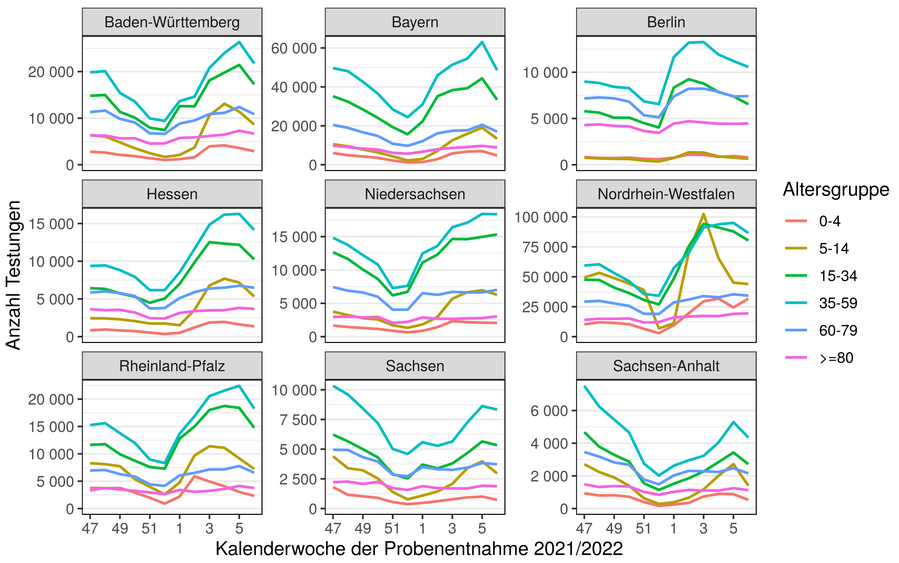 Baden-Württemberg
Bayern
Berlin
20 000
10 000
0
60 000
40 000
20 000
0
10 000
5 000
0
Hessen
Niedersachsen
Nordrhein-Westfalen
15 000
10 000
5 000
0
15 000
10 000
5 000
0
100 000
75 000
50 000
25 000
0
Rheinland-Pfalz
Sachsen
Sachsen-Anhalt
20 000
15 000
10 000
5 000
0
10 000
7 500
5 000
2 500
0
6 000
4 000
2 000
0
47 49 51 1 3 5
47 49 51 1 3 5
47 49 51 1 3 5
Kalenderwoche der Probenentnahme 2021/2022
Anzahl Testungen
Altersgruppe
0-4
5-14
15-34
35-59
60-79
>=80